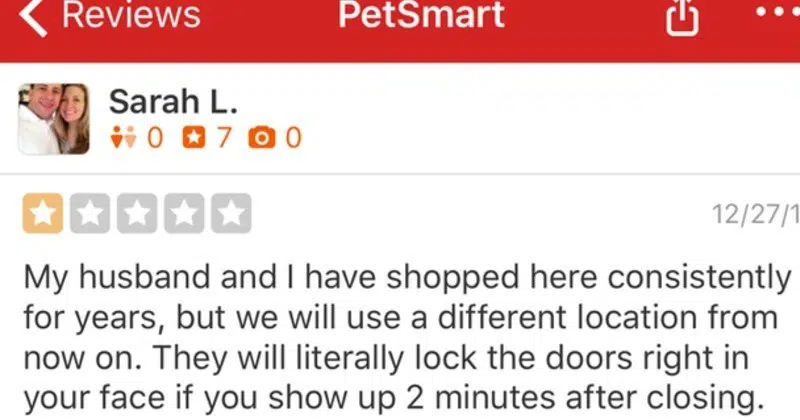 Reviews PetSmart
Sarah L.
0 7 0
12/27/1
My husband and I have shopped here consistently
for years, but we will use a different location from
now on. They will literally lock the doors right in
your face if you show up 2 minutes after closing.